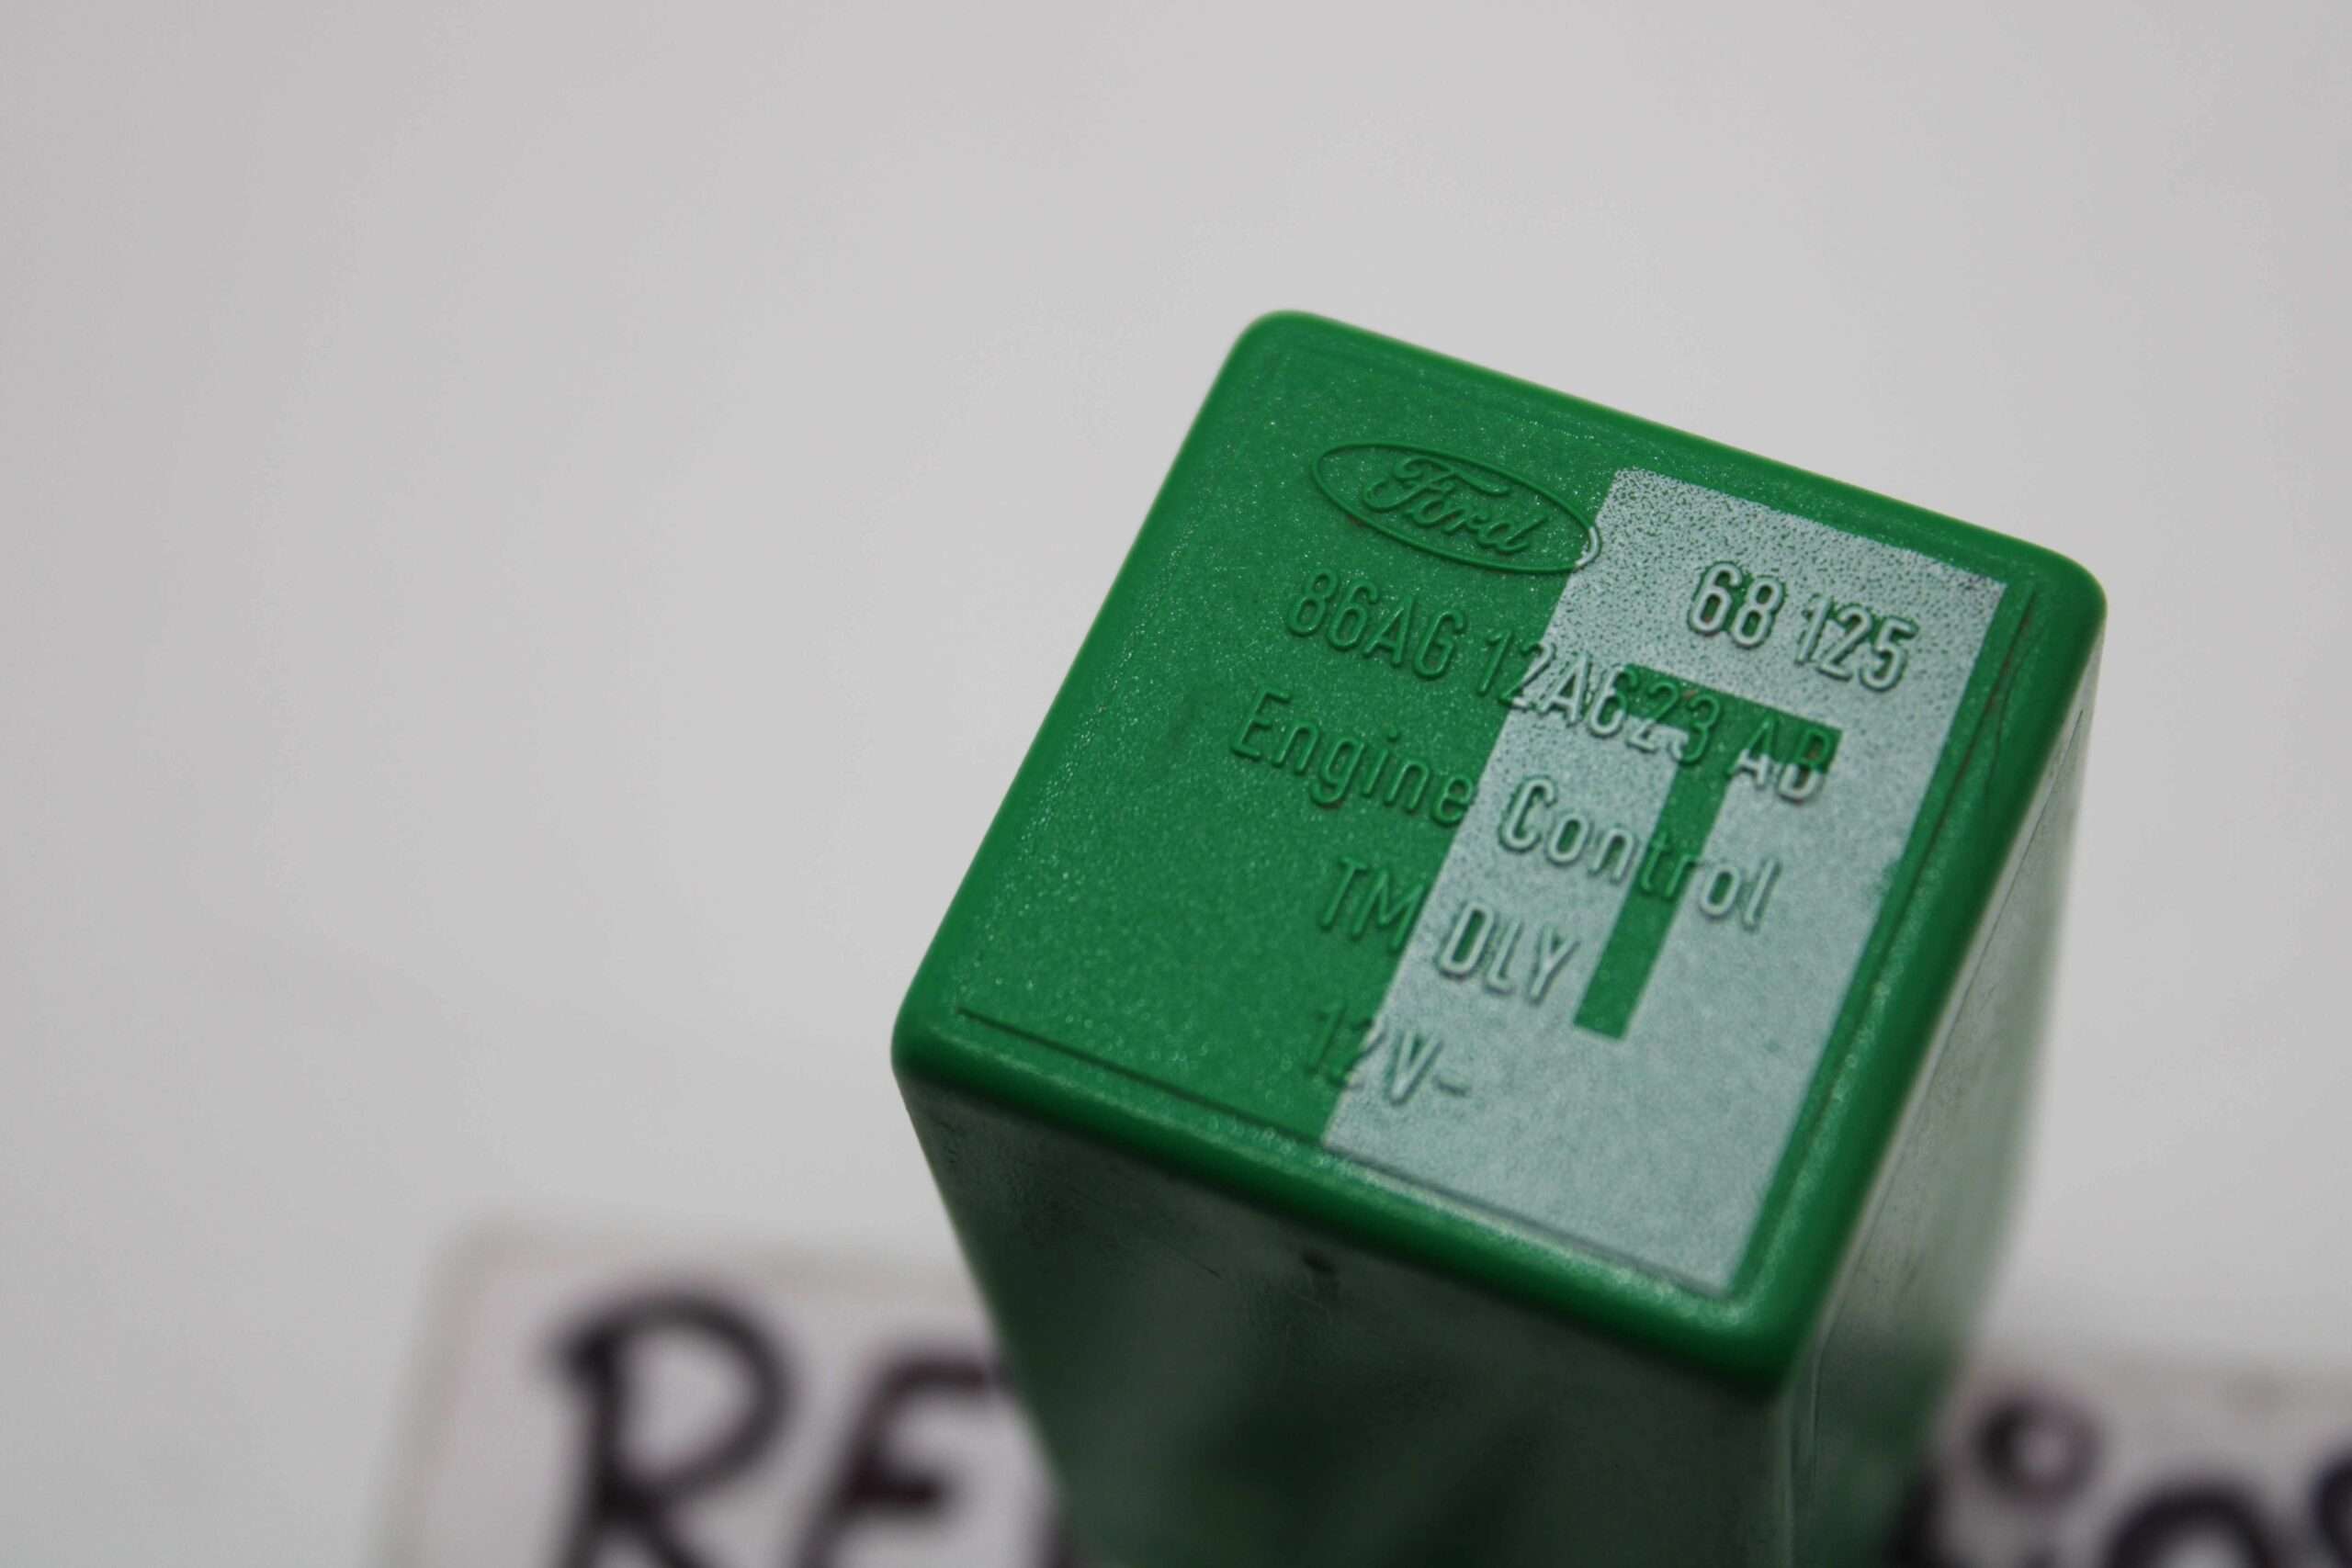 Ford
68 125
86AG 12A623 AB
Engine Control
TM DLY
T
12V-